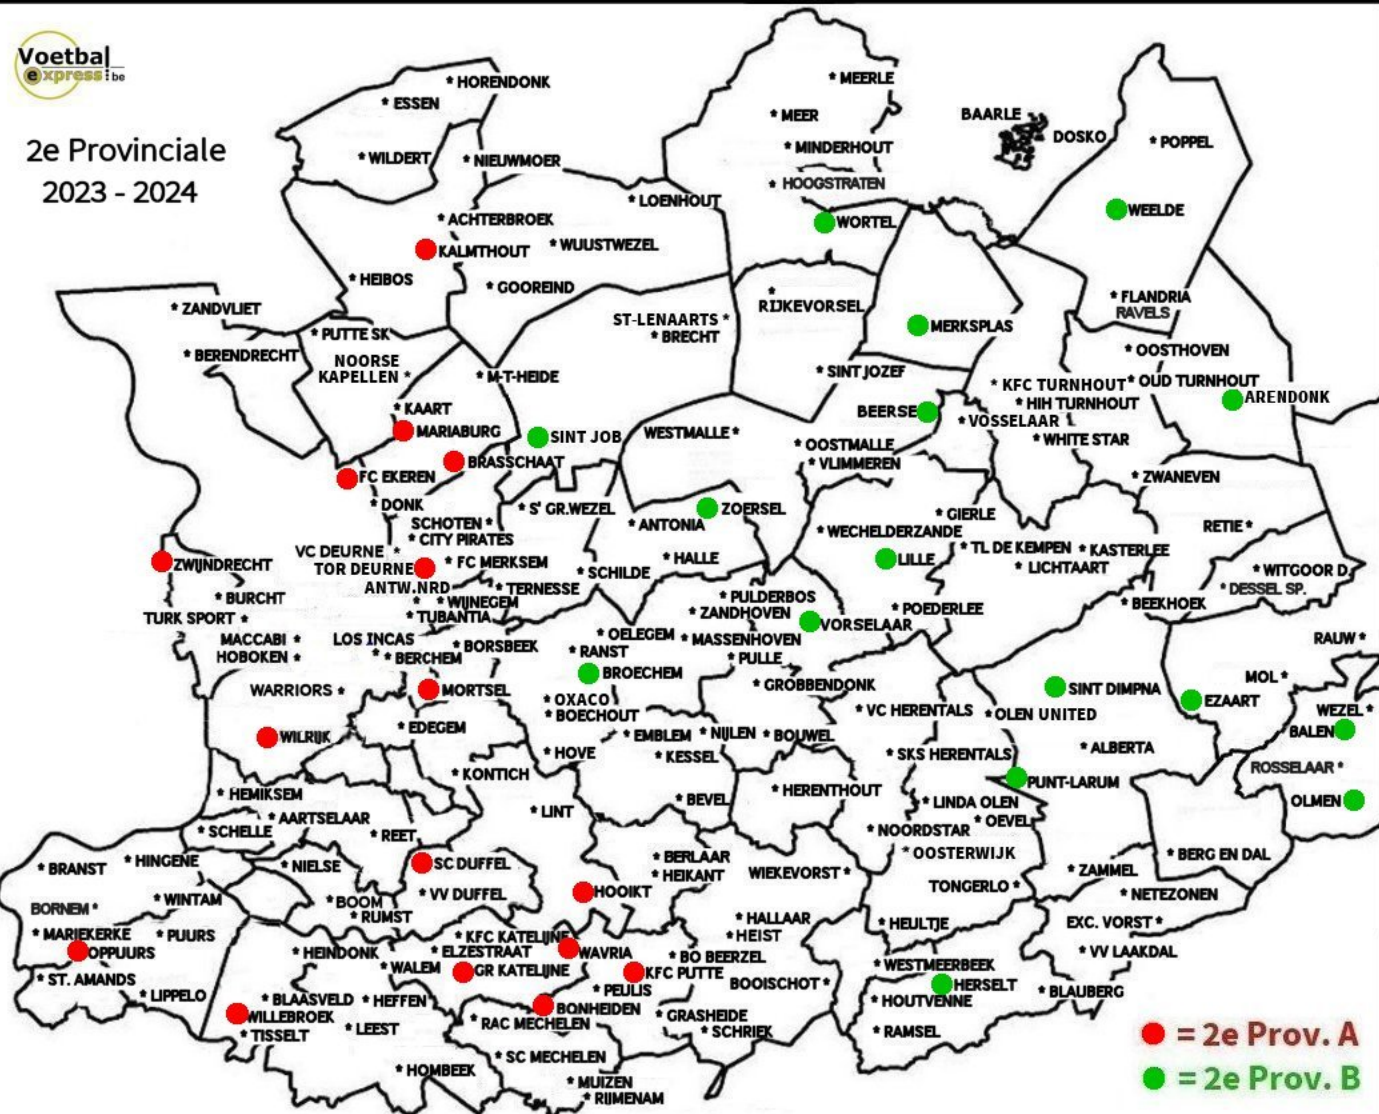 Voetbal
express.be
2e Provinciale
2023 - 2024
* HORENDONK
* ESSEN
* WILDERT
* NIEUWMOER
* MEERLE
* MEER
* MINDERHOUT
* HOOGSTRATEN
BAARLE
DOSKO
* POPPEL
WEELDE
WORTEL
* LOENHOUT
* ACHTERBROEK
KALMTHOUT
* WUUSTWEZEL
* HEIBOS
* GOOREIND
* ZANDVLIET
* PUTTE SK
* BERENDRECHT
NOORSE
KAPELLEN *
* M-T-HEIDE
ST-LENAARTS *
* BRECHT
*
RIJKEVORSEL
MERKSPLAS
* FLANDRIA
RAVELS
* OOSTHOVEN
* SINT JOZEF
* KFC TURNHOUT
* OUD TURNHOUT
* HIH TURNHOUT
ARENDONK
BEERSE
* VOSSELAAR
* WHITE STAR
* KAART
MARIABURG
SINT JOB
WESTMALLE *
* OOSTMALLE
* VLIMMEREN
BRASSCHAAT
FC EKEREN
* ZWANEVEN
* DONK
* S' GR.WEZEL
ZOERSEL
* ANTONIA
* GIERLE
SCHOTEN *
* CITY PIRATES
* WECHELDERZANDE
RETIE *
VC DEURNE *
TOR DEURNE
* FC MERKSEM
* HALLE
LILLE
* TL DE KEMPEN
* KASTERLEE
* LICHTAART
ZWIJNDRECHT
* SCHILDE
* WITGOOR D.
* DESSEL SP.
ANTW.NRD
*
* TERNESSE
* BURCHT
* WIJNEGEM
* TUBANTIA
* PULDERBOS
* ZANDHOVEN
* POEDERLEE
* BEEKHOEK
TURK SPORT *
VORSELAAR
MACCABI *
HOBOKEN *
LOS INCAS
*
* BERCHEM
* BORSBEEK
* OELEGEM
* MASSENHOVEN
RAUW *
* RANST
* PULLE
BROECHEM
MOL *
WARRIORS *
MORTSEL
* GROBBENDONK
SINT DIMPNA
EZAART
* OXACO
* BOECHOUT
* VC HERENTALS
* OLEN UNITED
WEZEL *
BALEN
* EDEGEM
* EMBLEM
* NIJLEN
* BOUWEL
WILRIJK
* HOVE
* KESSEL
* SKS HERENTALS
* ALBERTA
ROSSELAAR *
* KONTICH
PUNT-LARUM
* HEMIKSEM
* BEVEL
* HERENTHOUT
OLMEN
* LINT
* LINDA OLEN
* OEVEL
* AARTSELAAR
* SCHELLE
* REET
* NOORDSTAR
* OOSTERWIJK
* BRANST
* HINGENE
* NIELSE
SC DUFFEL
* BERLAAR
* HEIKANT
WIEKEVORST *
* BERG EN DAL
* ZAMMEL
HOOIKT
* VV DUFFEL
TONGERLO *
* NETEZONEN
* WINTAM
* BOOM
* RUMST
BORNEM *
* HALLAAR
* HEIST
* HEULTJE
EXC. VORST *
* MARIEKERKE
* PUURS
* KFC KATELIJNE
OPPUURS
* HEINDONK
* ELZESTRAAT
WAVRIA
* BO BEERZEL
* VV LAAKDAL
* WALEM
GR KATELIJNE
KFC PUTTE
* WESTMEERBEEK
* ST. AMANDS
* PEULIS
BOOISCHOT *
HERSELT
* BLAUBERG
* LIPPELO
* BLAASVELD
* HEFFEN
BONHEIDEN
* HOUTVENNE
WILLEBROEK
* GRASHEIDE
* TISSELT
* LEEST
* RAC MECHELEN
* SCHRIEK
* RAMSEL
= 2e Prov. A
* SC MECHELEN
* HOMBEEK
* MUIZEN
= 2e Prov. B
* RIJMENAM